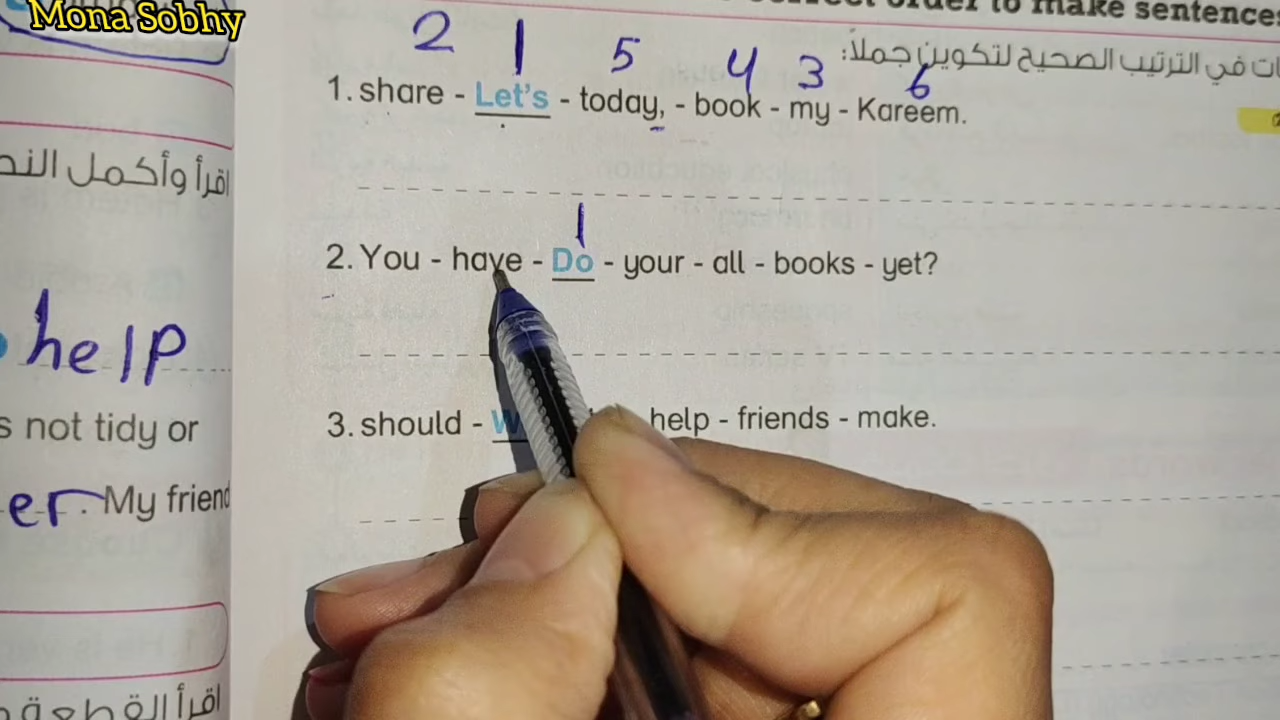 Mona Sobhy
order to make sentences
في الترتيب الصحيح لتكوين جملاً:
2 1 5 4 3 6
1. share - Let's - today, - book - my - Kareem.
اقرأ وأكمل
1
2. You - have - Do - your - all - books - yet?
help
3. should - help - friends - make.
s not tidy or
er. My friend
اقرأ القطعة